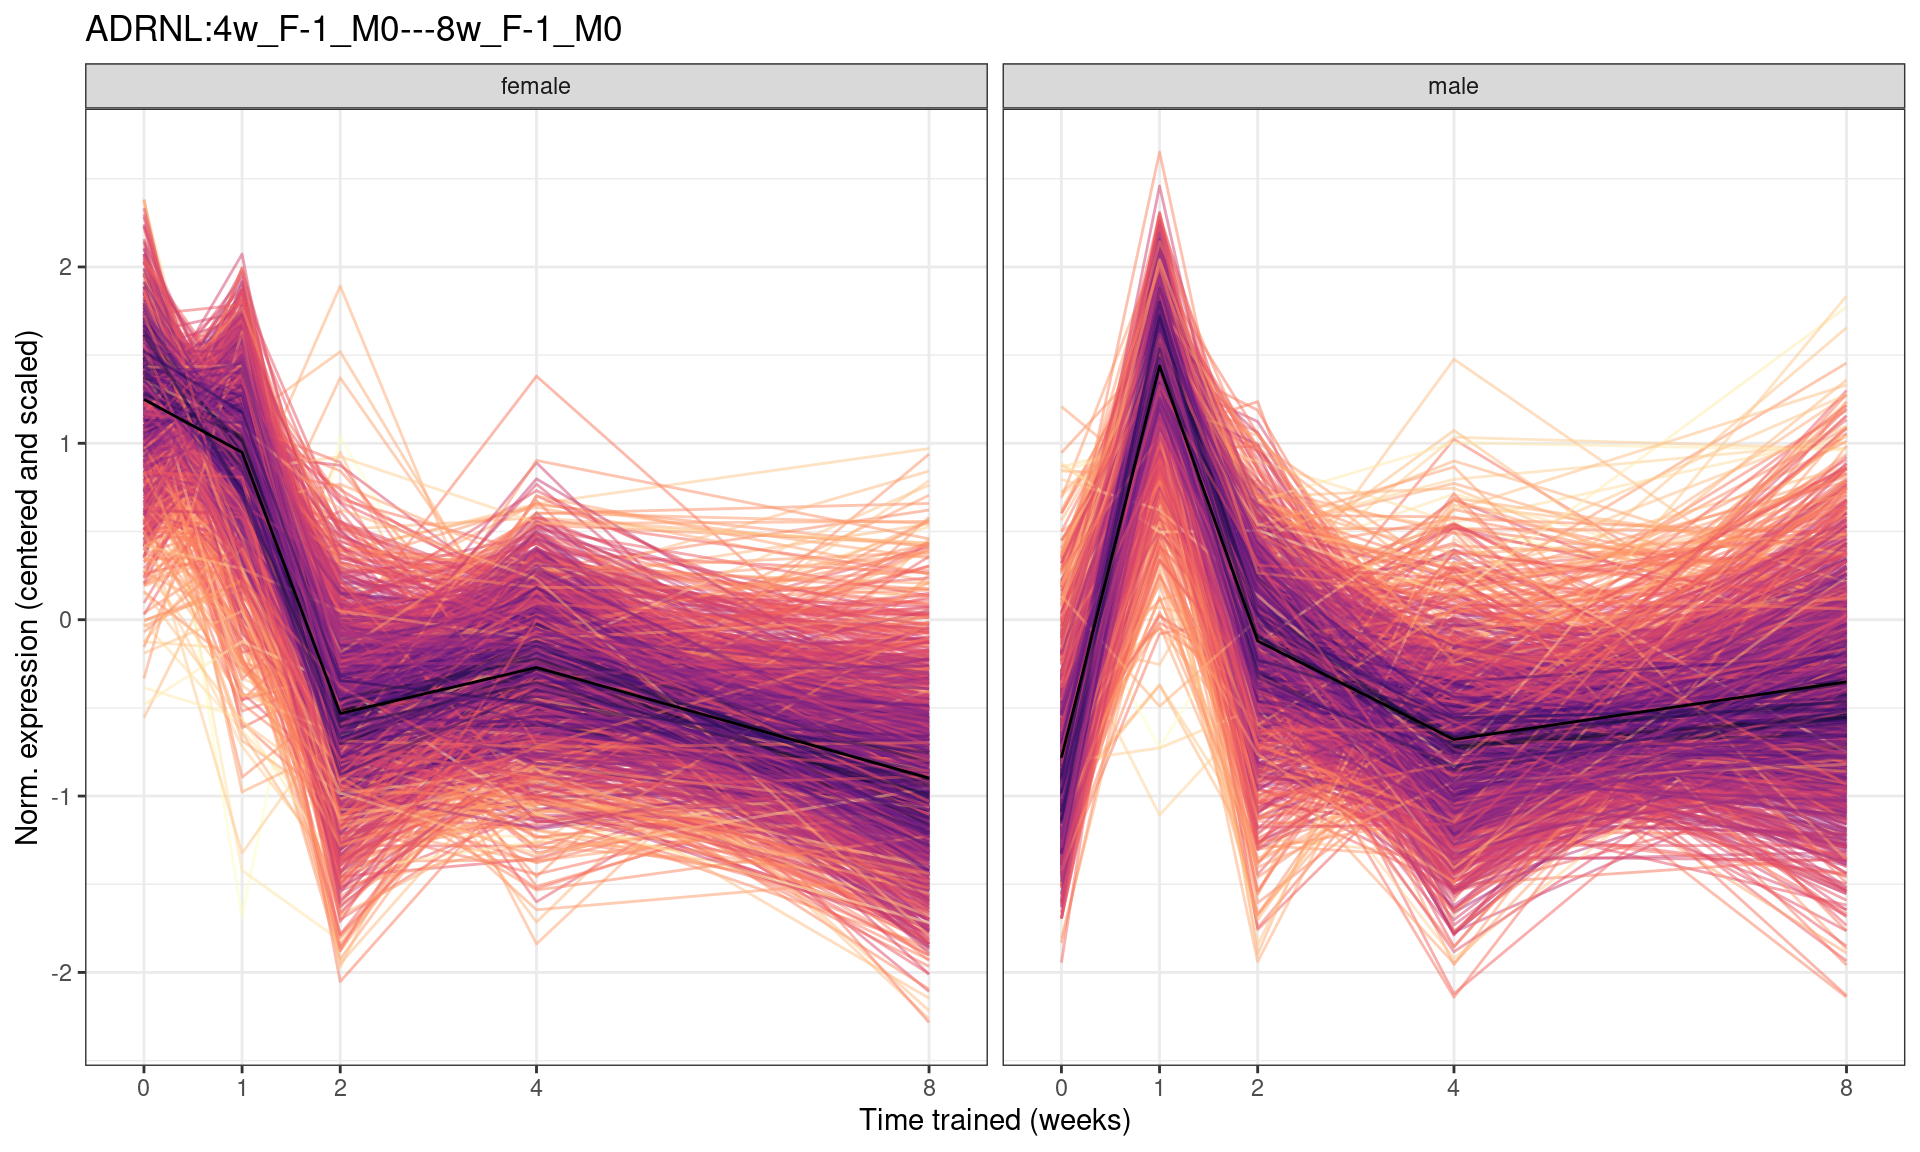 ADRNL:4w_F-1_M0---8w_F-1_M0
female
male
Norm. expression (centered and scaled)
2
1
0
-1
-2
0 1 2 4 8
0 1 2 4 8
Time trained (weeks)